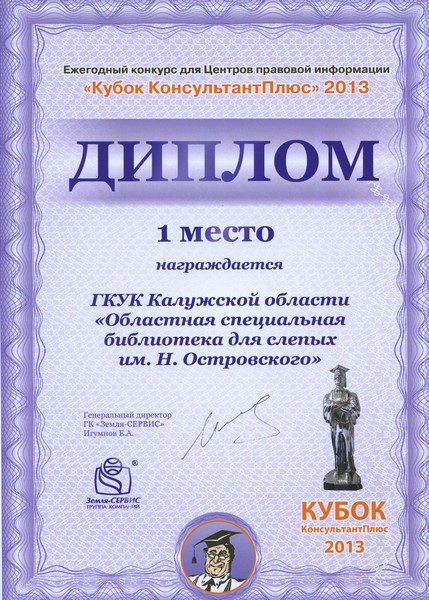 Ежегодный конкурс для Центров правовой информации
«Кубок КонсультантПлюс» 2013
ДИПЛОМ
1 место
награждается
ГКУК Калужской области
«Областная специальная
библиотека для слепых
им. Н. Островского»
Генеральный директор
ГК «Земля-СЕРВИС»
Игумнов Е.А.
®
Земля-СЕРВИС
ГРУППА КОМПАНИЙ
КУБОК
КонсультантПлюс
2013